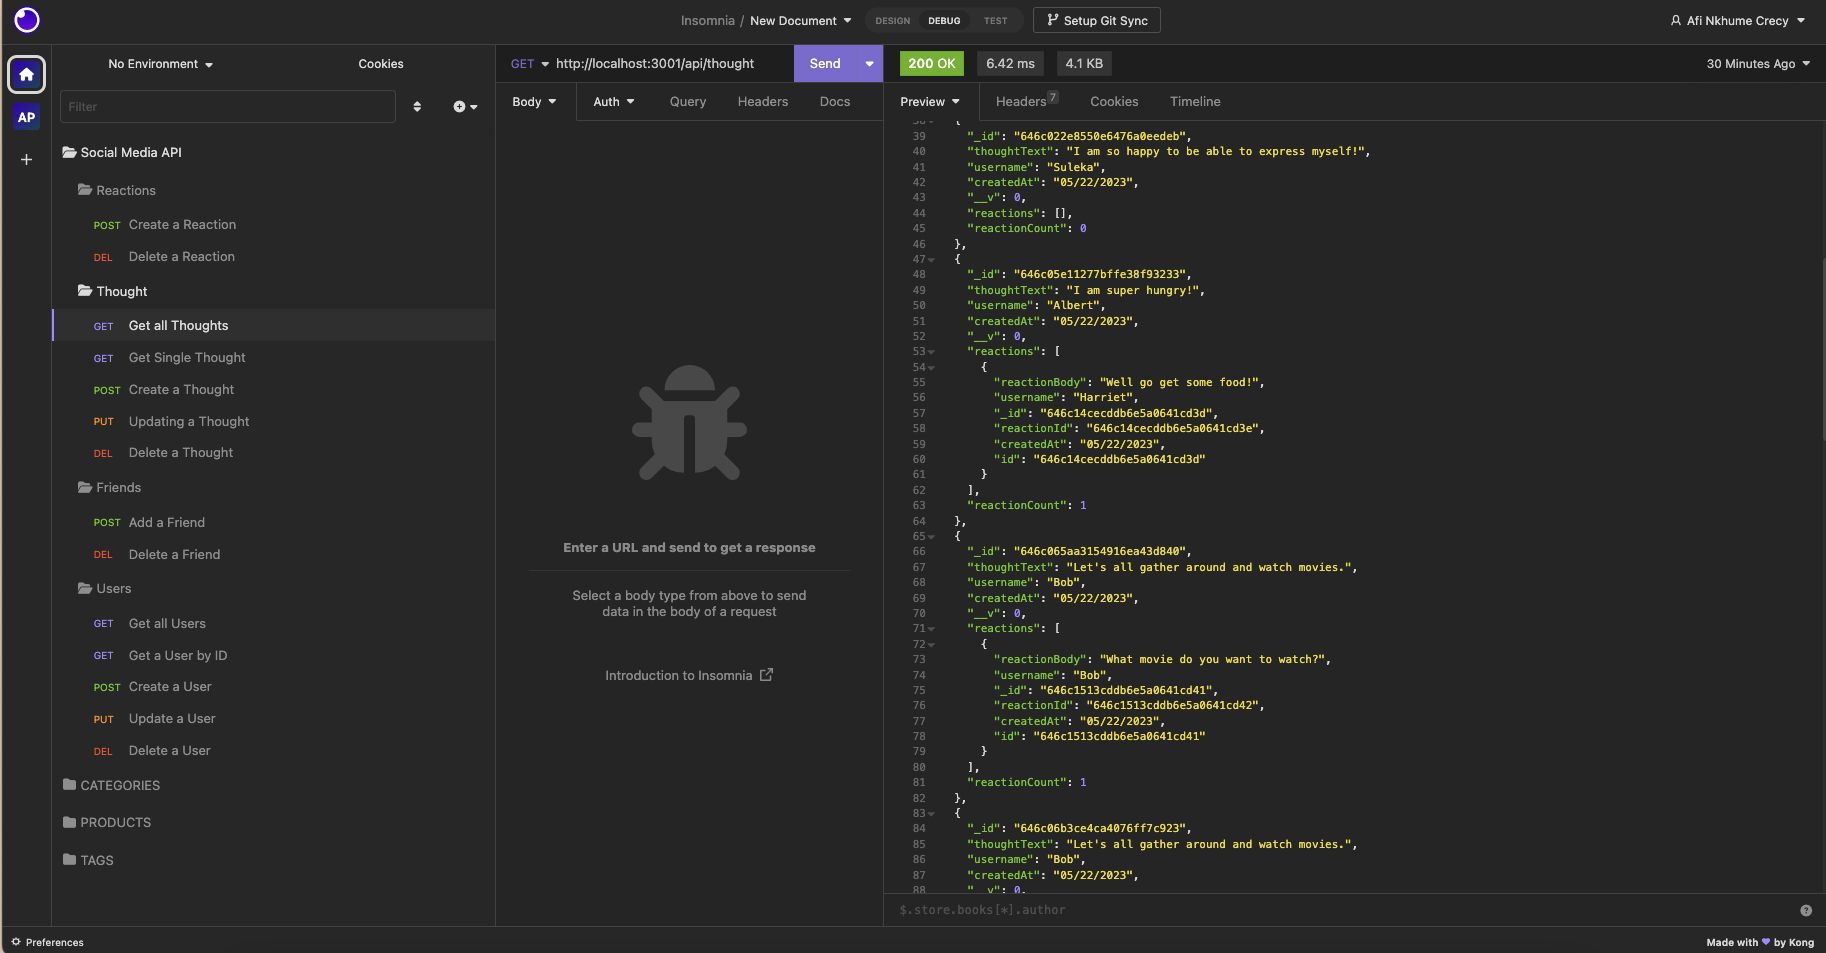 Insomnia / New Document
DESIGN DEBUG TEST
Setup Git Sync
Afi Nkhume Crecy
AP
No Environment
Cookies
Filter
Social Media API
Reactions
POST Create a Reaction
DEL Delete a Reaction
Thought
GET Get all Thoughts
GET Get Single Thought
POST Create a Thought
PUT Updating a Thought
DEL Delete a Thought
Friends
POST Add a Friend
DEL Delete a Friend
Users
GET Get all Users
GET Get a User by ID
POST Create a User
PUT Update a User
DEL Delete a User
CATEGORIES
PRODUCTS
TAGS
GET http://localhost:3001/api/thought Send
Body Auth Query Headers Docs
Enter a URL and send to get a response
Select a body type from above to send
data in the body of a request
Introduction to Insomnia
200 OK 6.42 ms 4.1 KB 30 Minutes Ago
Preview Headers 7 Cookies Timeline
38 {
39 "_id": "646c022e8550e6476a0eedeb",
40 "thoughtText": "I am so happy to be able to express myself!",
41 "username": "Suleka",
42 "createdAt": "05/22/2023",
43 "__v": 0,
44 "reactions": [],
45 "reactionCount": 0
46 },
47 {
48 "_id": "646c05e11277bffe38f93233",
49 "thoughtText": "I am super hungry!",
50 "username": "Albert",
51 "createdAt": "05/22/2023",
52 "__v": 0,
53 "reactions": [
54 {
55 "reactionBody": "Well go get some food!",
56 "username": "Harriet",
57 "_id": "646c14cecddb6e5a0641cd3d",
58 "reactionId": "646c14cecddb6e5a0641cd3e",
59 "createdAt": "05/22/2023",
60 "id": "646c14cecddb6e5a0641cd3d"
61 }
62 ],
63 "reactionCount": 1
64 },
65 {
66 "_id": "646c065aa3154916ea43d840",
67 "thoughtText": "Let's all gather around and watch movies.",
68 "username": "Bob",
69 "createdAt": "05/22/2023",
70 "__v": 0,
71 "reactions": [
72 {
73 "reactionBody": "What movie do you want to watch?",
74 "username": "Bob",
75 "_id": "646c1513cddb6e5a0641cd41",
76 "reactionId": "646c1513cddb6e5a0641cd42",
77 "createdAt": "05/22/2023",
78 "id": "646c1513cddb6e5a0641cd41"
79 }
80 ],
81 "reactionCount": 1
82 },
83 {
84 "_id": "646c06b3ce4ca4076ff7c923",
85 "thoughtText": "Let's all gather around and watch movies.",
86 "username": "Bob",
87 "createdAt": "05/22/2023",
88 "__v": 0,
$.store.books[*].author
Preferences
Made with ♥ by Kong